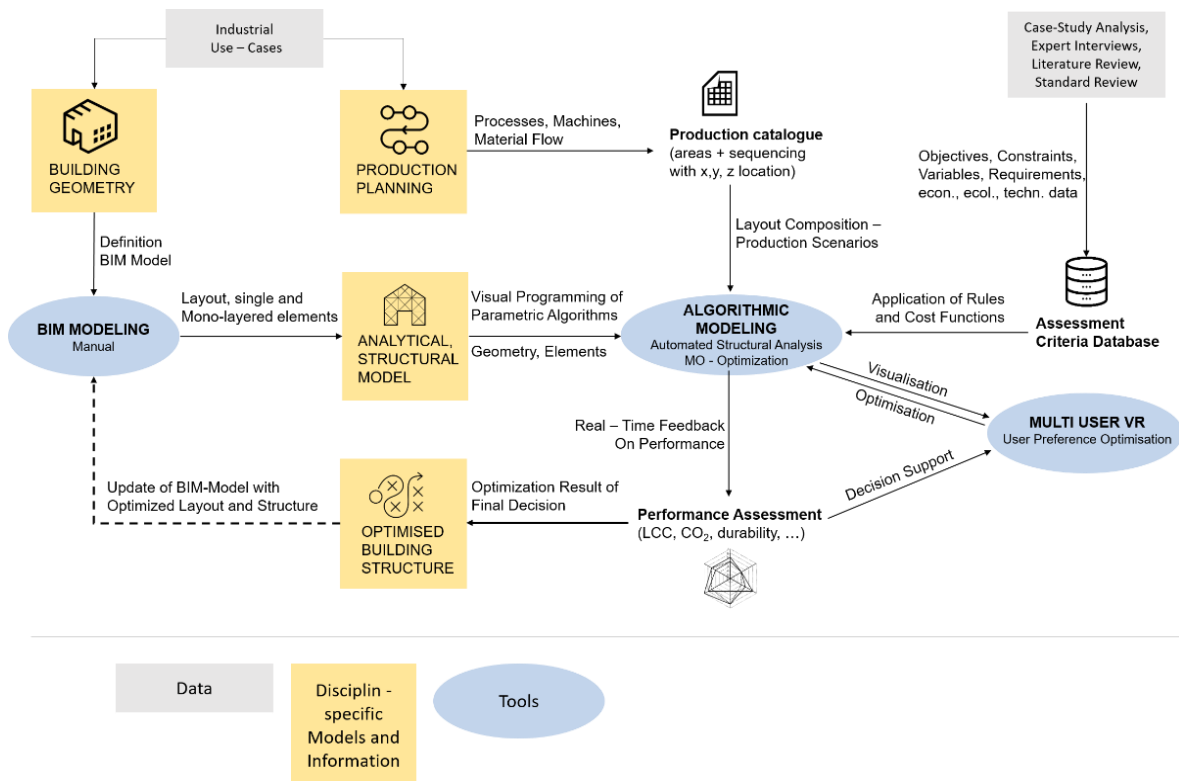 Industrial
Use – Cases
Case-Study Analysis,
Expert Interviews,
Literature Review,
Standard Review
BUILDING
GEOMETRY
PRODUCTION
PLANNING
Processes, Machines,
Material Flow
Production catalogue
(areas + sequencing
with x,y, z location)
Objectives, Constraints,
Variables, Requirements,
econ., ecol., techn. data
Definition
BIM Model
Layout Composition –
Production Scenarios
BIM MODELING
Manual
Layout, single and
Mono-layered elements
ANALYTICAL,
STRUCTURAL
MODEL
Visual Programming of
Parametric Algorithms
Geometry, Elements
ALGORITHMIC
MODELING
Automated Structural Analysis
MO - Optimization
Application of Rules
and Cost Functions
Assessment
Criteria Database
Visualisation
Optimisation
MULTI USER VR
User Preference Optimisation
Real – Time Feedback
On Performance
Decision Support
Update of BIM-Model with
Optimized Layout and Structure
OPTIMISED
BUILDING
STRUCTURE
Optimization Result of
Final Decision
Performance Assessment
(LCC, CO₂, durability, …)
Data
Disciplin -
specific
Models and
Information
Tools